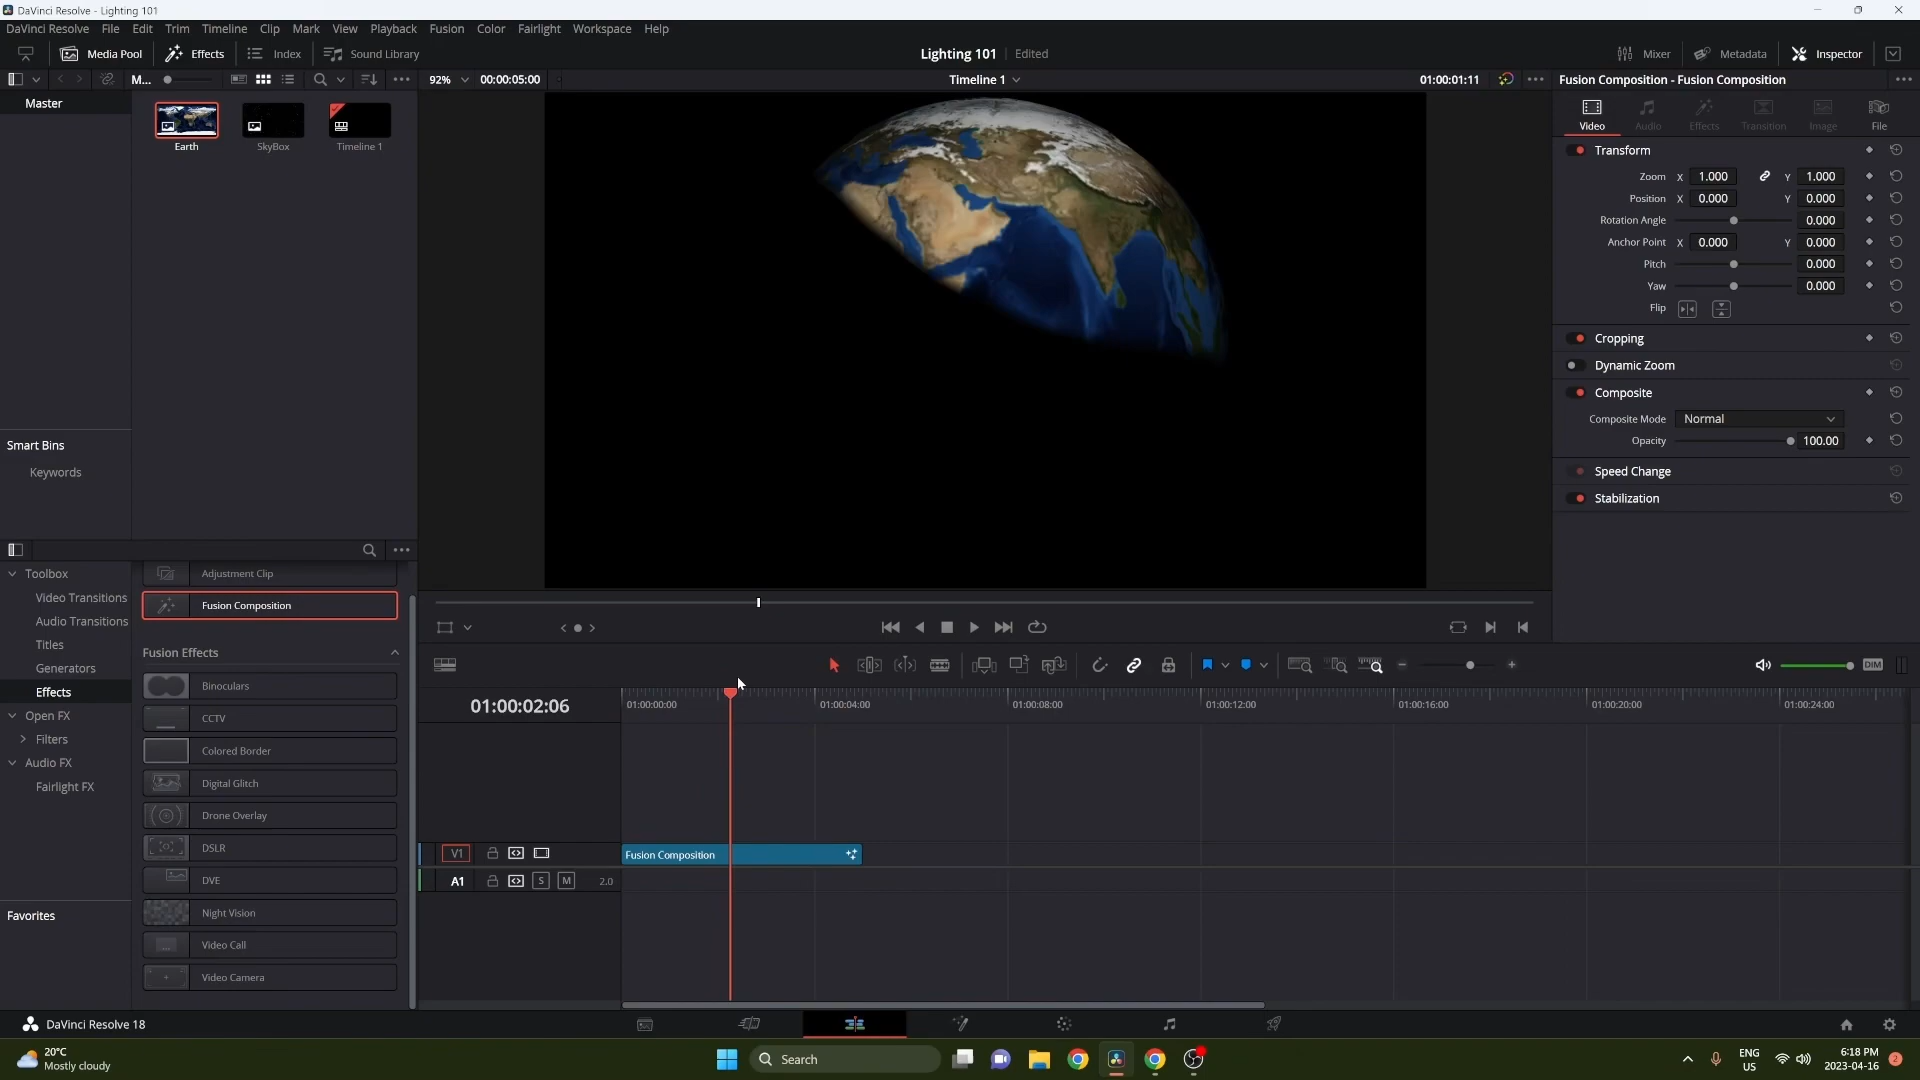 DaVinci Resolve - Lighting 101
DaVinci Resolve File Edit Trim Timeline Clip Mark View Playback Fusion Color Fairlight Workspace Help
Media Pool Effects Index Sound Library Lighting 101 Edited Mixer Metadata Inspector
M... 92% 00:00:05:00 Timeline 1 01:00:01:11 Fusion Composition - Fusion Composition
Master
Earth SkyBox Timeline 1
Video Audio Effects Transition Image File
Transform
Zoom X 1.000 Y 1.000
Position X 0.000 Y 0.000
Rotation Angle 0.000
Anchor Point X 0.000 Y 0.000
Pitch 0.000
Yaw 0.000
Flip
Cropping
Dynamic Zoom
Composite
Composite Mode Normal
Opacity 100.00
Speed Change
Stabilization
Smart Bins
Keywords
Toolbox
Video Transitions
Audio Transitions
Titles
Generators
Effects
Open FX
Filters
Audio FX
Fairlight FX
Favorites
Adjustment Clip
Fusion Composition
Fusion Effects
Binoculars
CCTV
Colored Border
Digital Glitch
Drone Overlay
DSLR
DVE
Night Vision
Video Call
Video Camera
DIM
01:00:02:06 01:00:00:00 01:00:04:00 01:00:08:00 01:00:12:00 01:00:16:00 01:00:20:00 01:00:24:00
V1 Fusion Composition
A1 S M 2.0
DaVinci Resolve 18
20°C
Mostly cloudy
Search
ENG
US
6:18 PM
2023-04-16
2